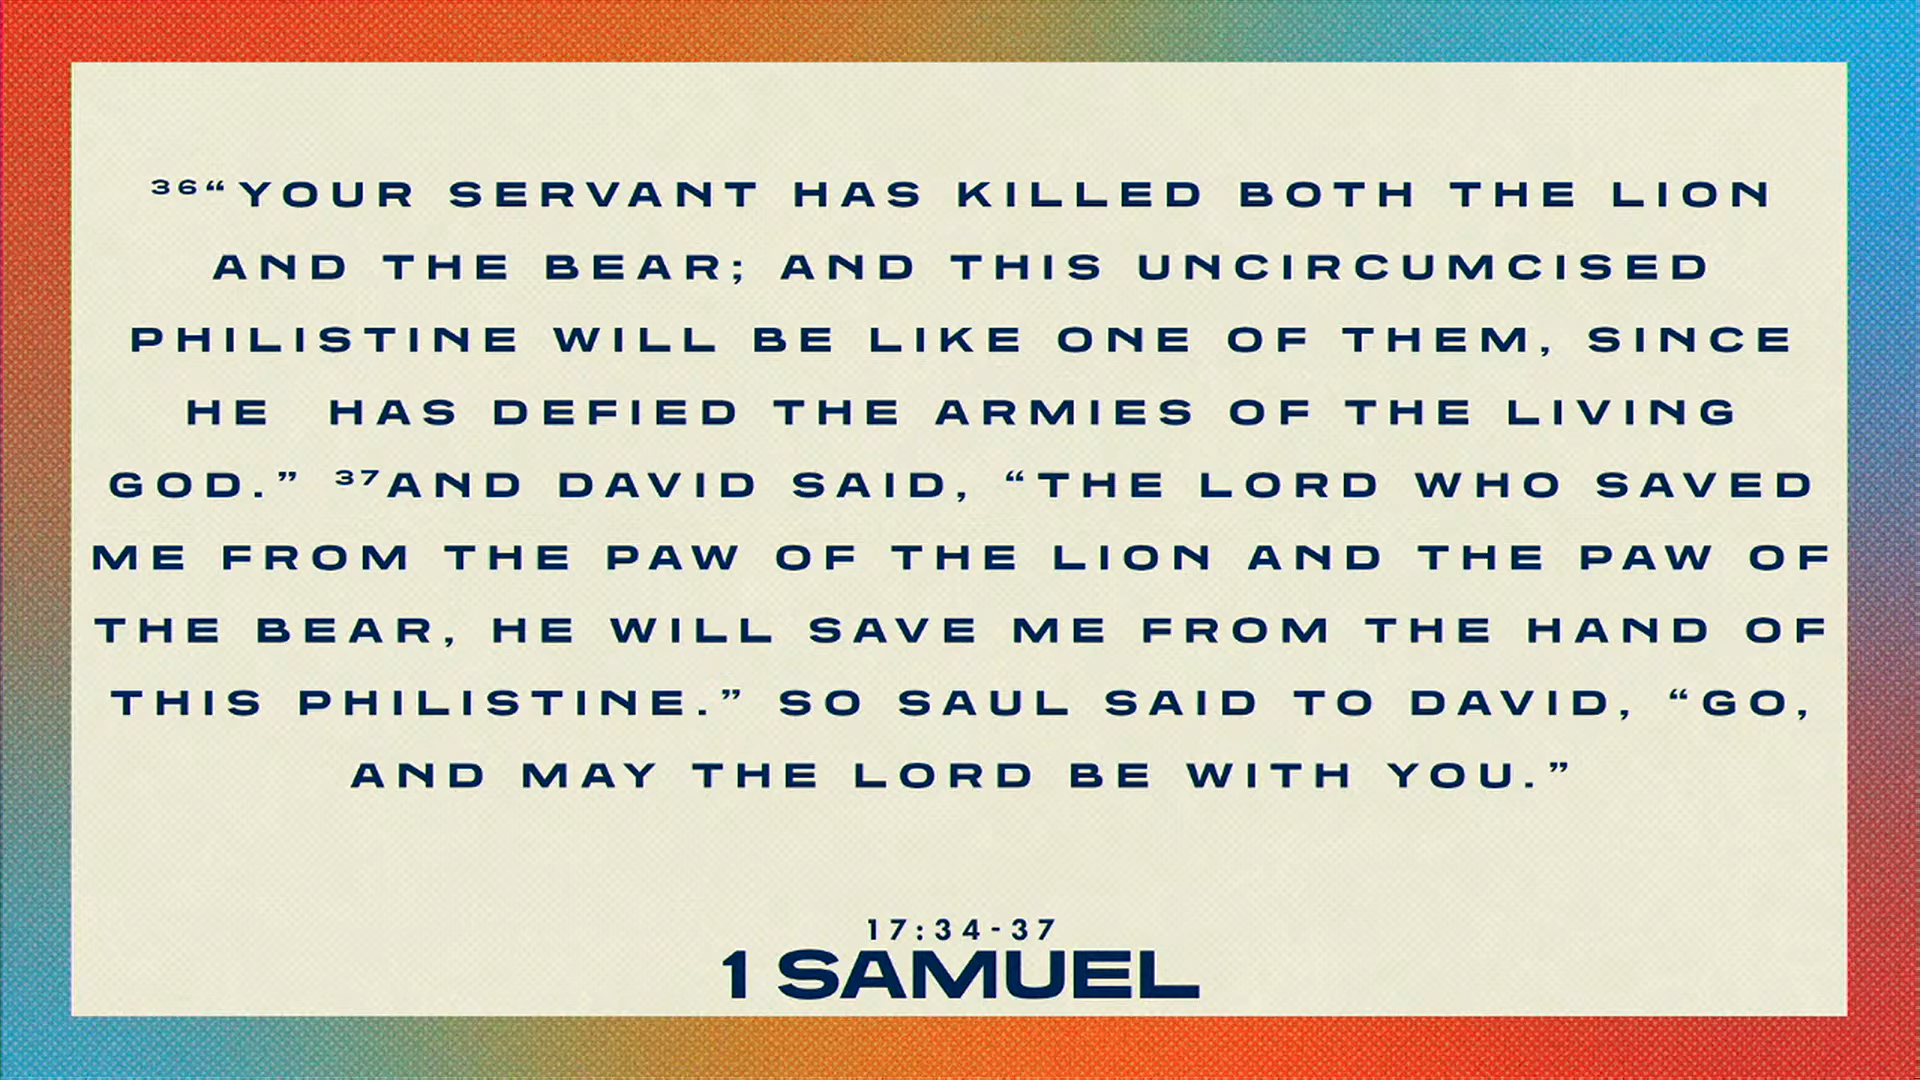 ³⁶“YOUR SERVANT HAS KILLED BOTH THE LION
AND THE BEAR; AND THIS UNCIRCUMCISED
PHILISTINE WILL BE LIKE ONE OF THEM, SINCE
HE  HAS DEFIED THE ARMIES OF THE LIVING
GOD.” ³⁷AND DAVID SAID, “THE LORD WHO SAVED
ME FROM THE PAW OF THE LION AND THE PAW OF
THE BEAR, HE WILL SAVE ME FROM THE HAND OF
THIS PHILISTINE.” SO SAUL SAID TO DAVID, “GO,
AND MAY THE LORD BE WITH YOU.”
17:34-37
1 SAMUEL